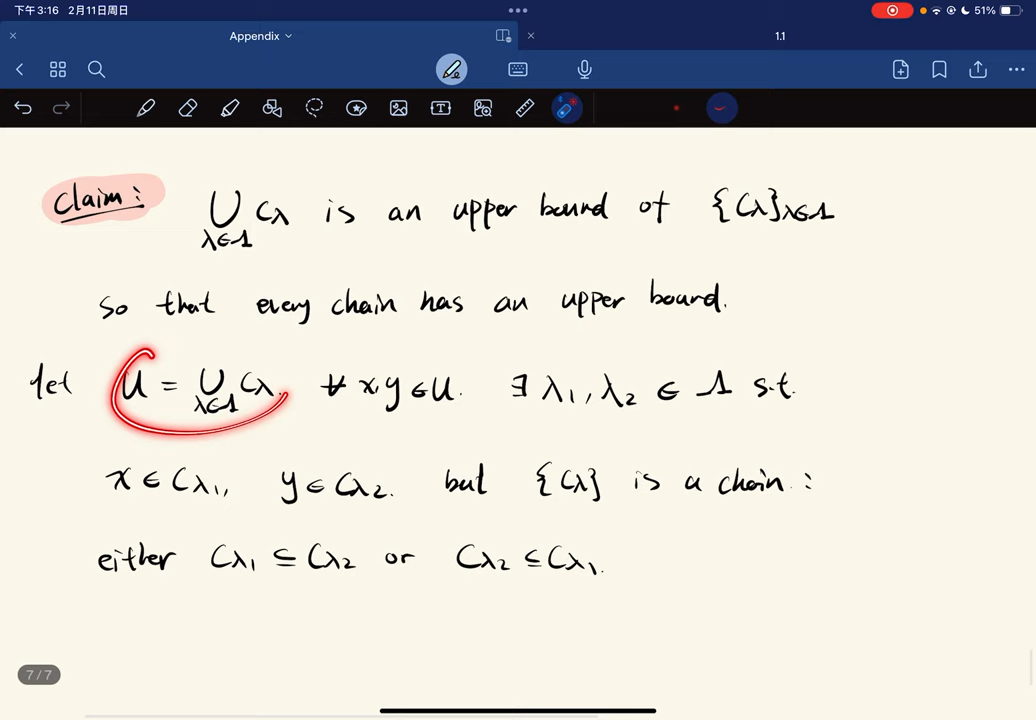 下午3:16 2月11日周日
51%
Appendix
1.1
Claim: ⋃_{λ∈Λ} Cλ is an upper bound of {Cλ}_{λ∈Λ}
so that every chain has an upper bound.
let U = ⋃_{λ∈Λ} Cλ. ∀ x,y ∈ U. ∃ λ₁, λ₂ ∈ Λ s.t.
x ∈ Cλ₁, y ∈ Cλ₂. but {Cλ} is a chain:
either Cλ₁ ⊆ Cλ₂ or Cλ₂ ⊆ Cλ₁.
7/7